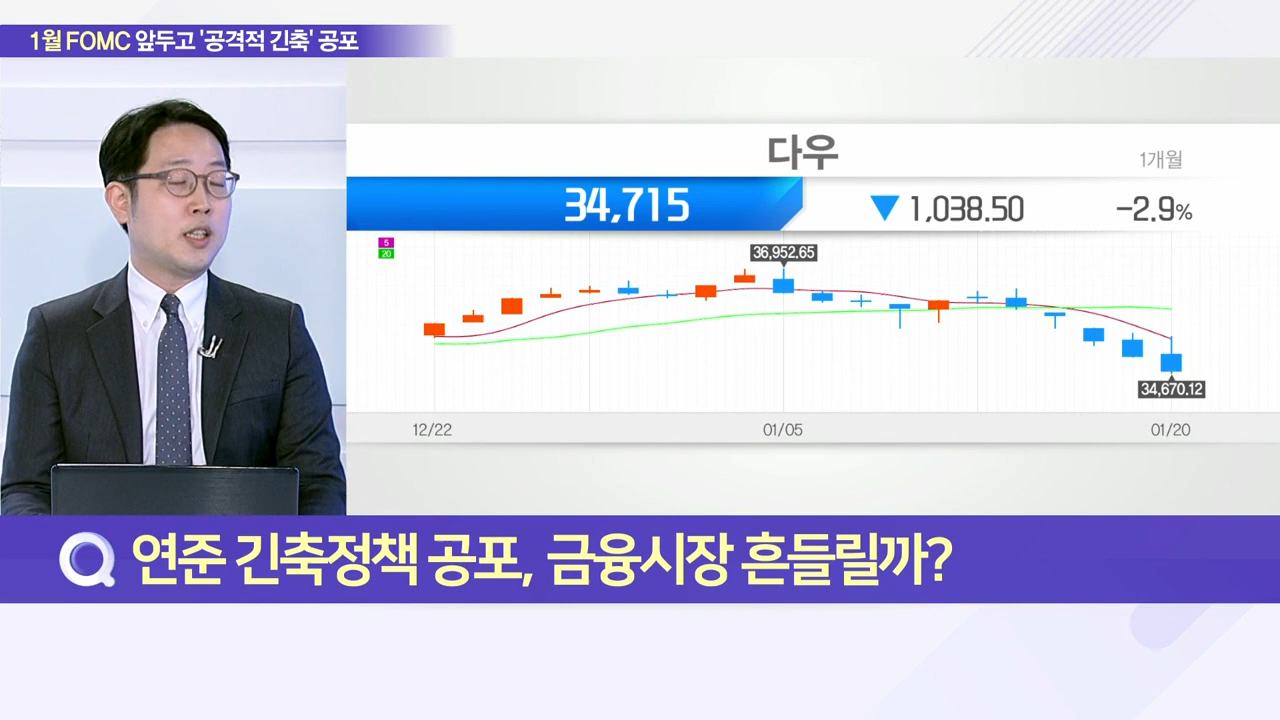 1월 FOMC 앞두고 '공격적 긴축' 공포
다우
1개월
34,715 ▼ 1,038.50 -2.9%
5
20
36,952.65
34,670.12
12/22 01/05 01/20
연준 긴축정책 공포, 금융시장 흔들릴까?